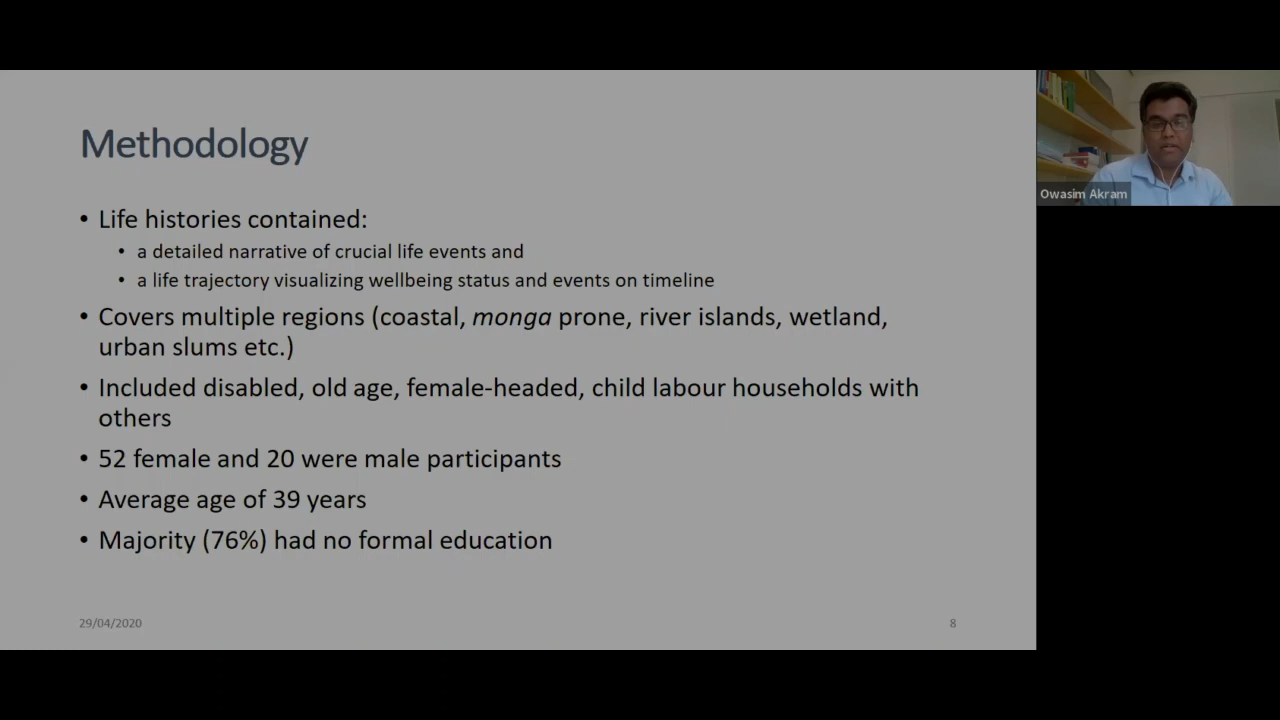 Methodology
• Life histories contained:
• a detailed narrative of crucial life events and
• a life trajectory visualizing wellbeing status and events on timeline
• Covers multiple regions (coastal, monga prone, river islands, wetland,
urban slums etc.)
• Included disabled, old age, female-headed, child labour households with
others
• 52 female and 20 were male participants
• Average age of 39 years
• Majority (76%) had no formal education
29/04/2020
8
Owasim Akram